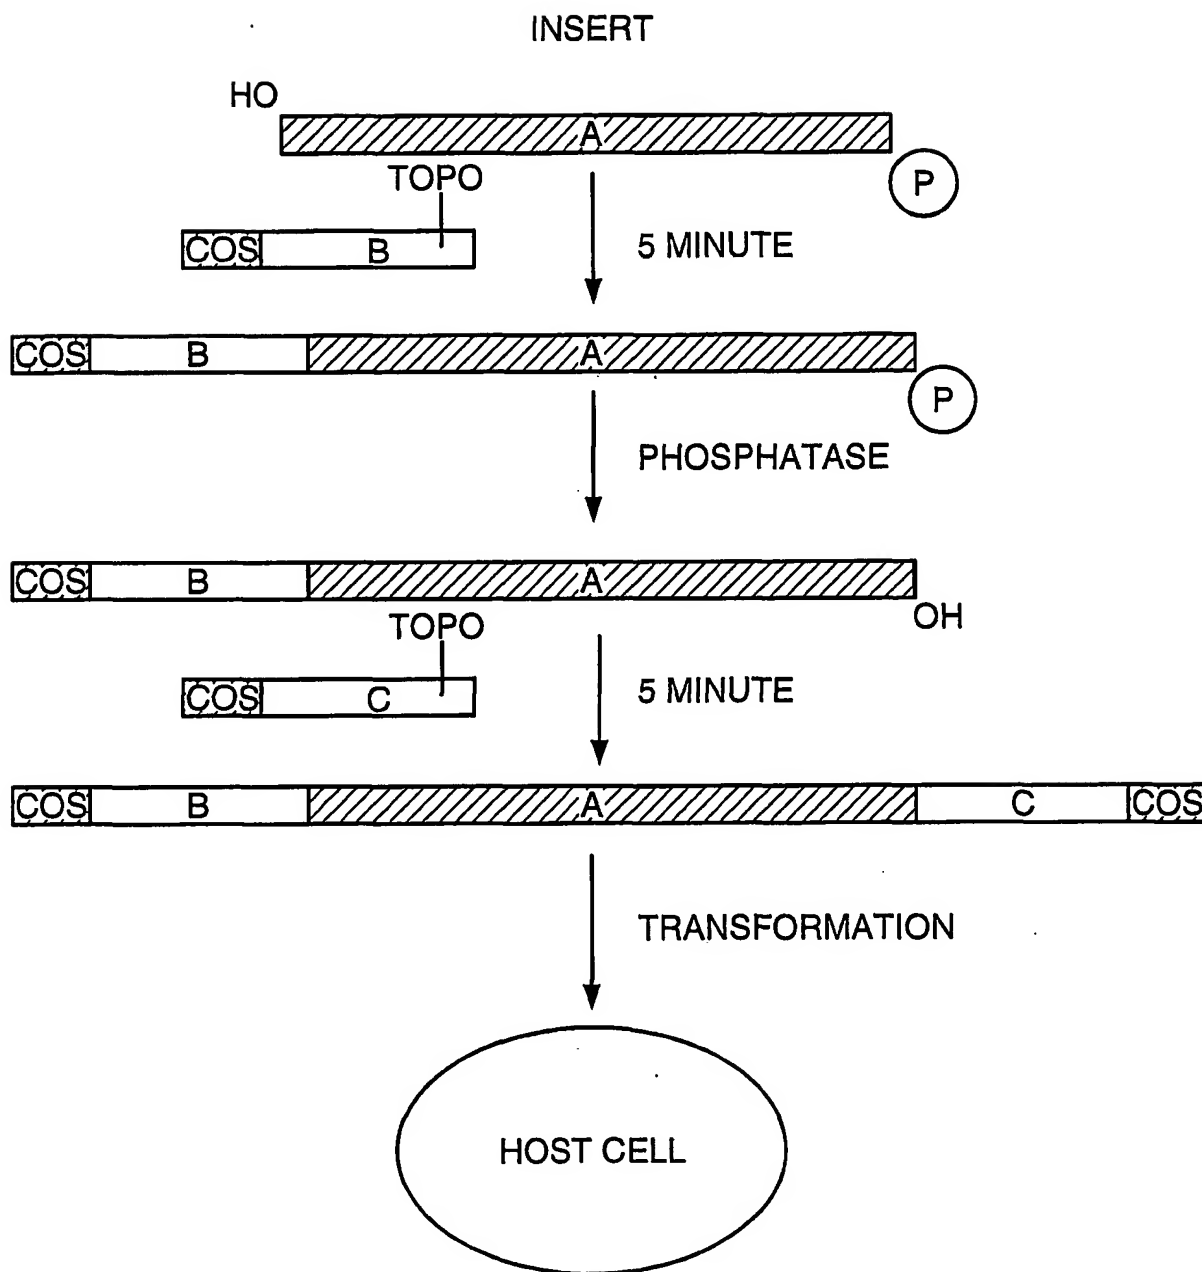 INSERT
HO
A
P
TOPO
COS B
5 MINUTE
COS B A
P
PHOSPHATASE
COS B A
OH
TOPO
COS C
5 MINUTE
COS B A C COS
TRANSFORMATION
HOST CELL